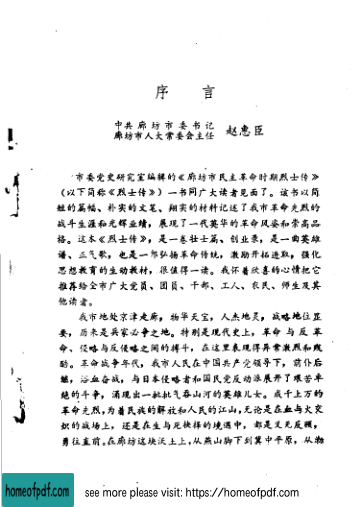 序 言
中共廊坊市委书记
廊坊市人大常委会主任 赵惠臣
市委党史研究室编辑的《廊坊市民主革命时期烈士传》
（以下简称《烈士传》）一书同广大读者见面了。该书以简
短的篇幅、朴实的文笔、翔实的材料记述了我市革命先烈的
战斗生涯和光辉业绩，展现了一代英华的革命风姿和崇高品
格。这本《烈士传》，是一卷壮士篇、创业录，是一曲英雄
谱、正气歌，也是一部弘扬革命传统，激励开拓进取，强化
思想教育的生动教材，很值得一读。我怀着欣喜的心情把它
推荐给全市广大党员、团员、干部、工人、农民、师生及其
他读者。
我市地处京津走廊，物华天宝，人杰地灵，战略地位重
要，历来是兵家必争之地。特别是现代史上，革命与反革
命、侵略与反侵略之间的搏斗，在这里表现得异常激烈和残
酷。革命战争年代，我市人民在中国共产党领导下，前仆后
继，浴血奋战，与日本侵略者和国民党反动派展开了艰苦卓
绝的斗争，涌现出一批批气吞山河的英雄儿女。成千上万的
革命先烈，为着民族的解放和人民的江山，无论是在血与火交
织的战场上，还是在生与死抉择的境遇中，都是义无反顾，
勇往直前。在廊坊这块沃土上，从燕山脚下到冀中平原，从渤
homeofpdf.com
see more please visit: https://homeofpdf.com